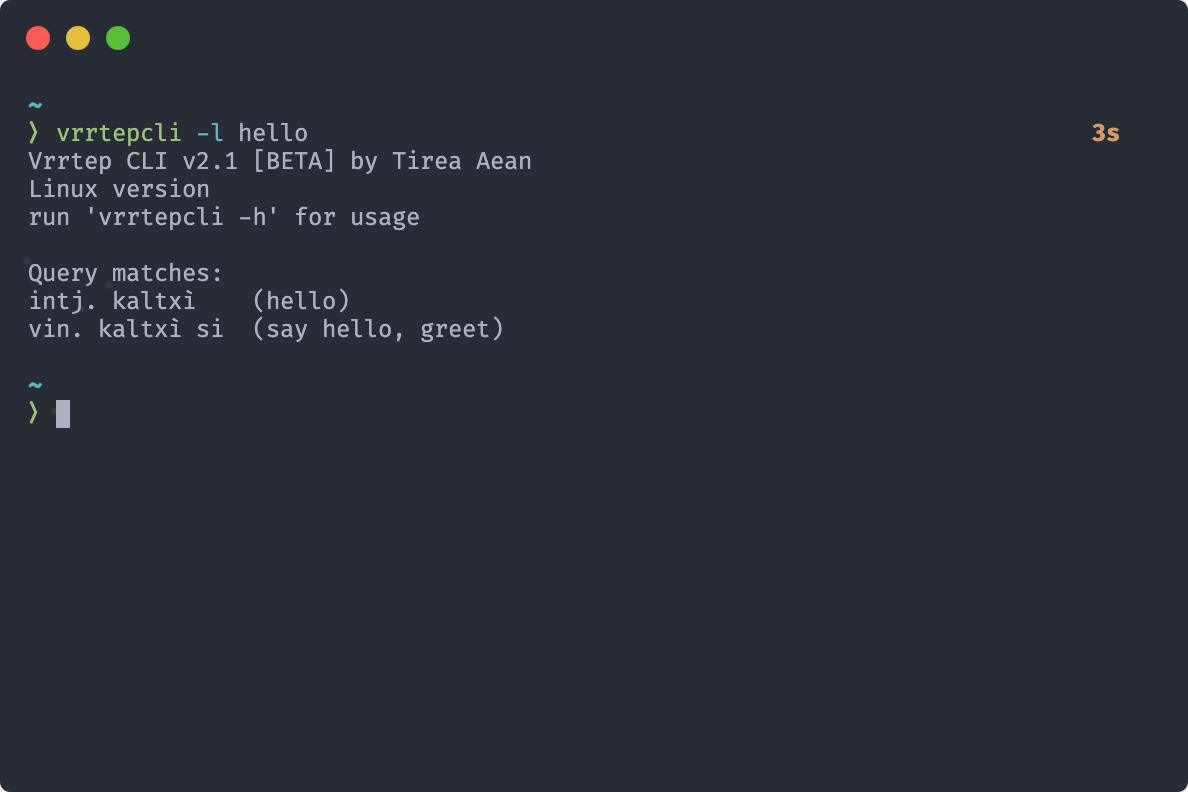 ~
❯ vrrtepcli -l hello 3s
Vrrtep CLI v2.1 [BETA] by Tirea Aean
Linux version
run 'vrrtepcli -h' for usage
Query matches:
intj. kaltxì    (hello)
vin. kaltxì si  (say hello, greet)
~
❯